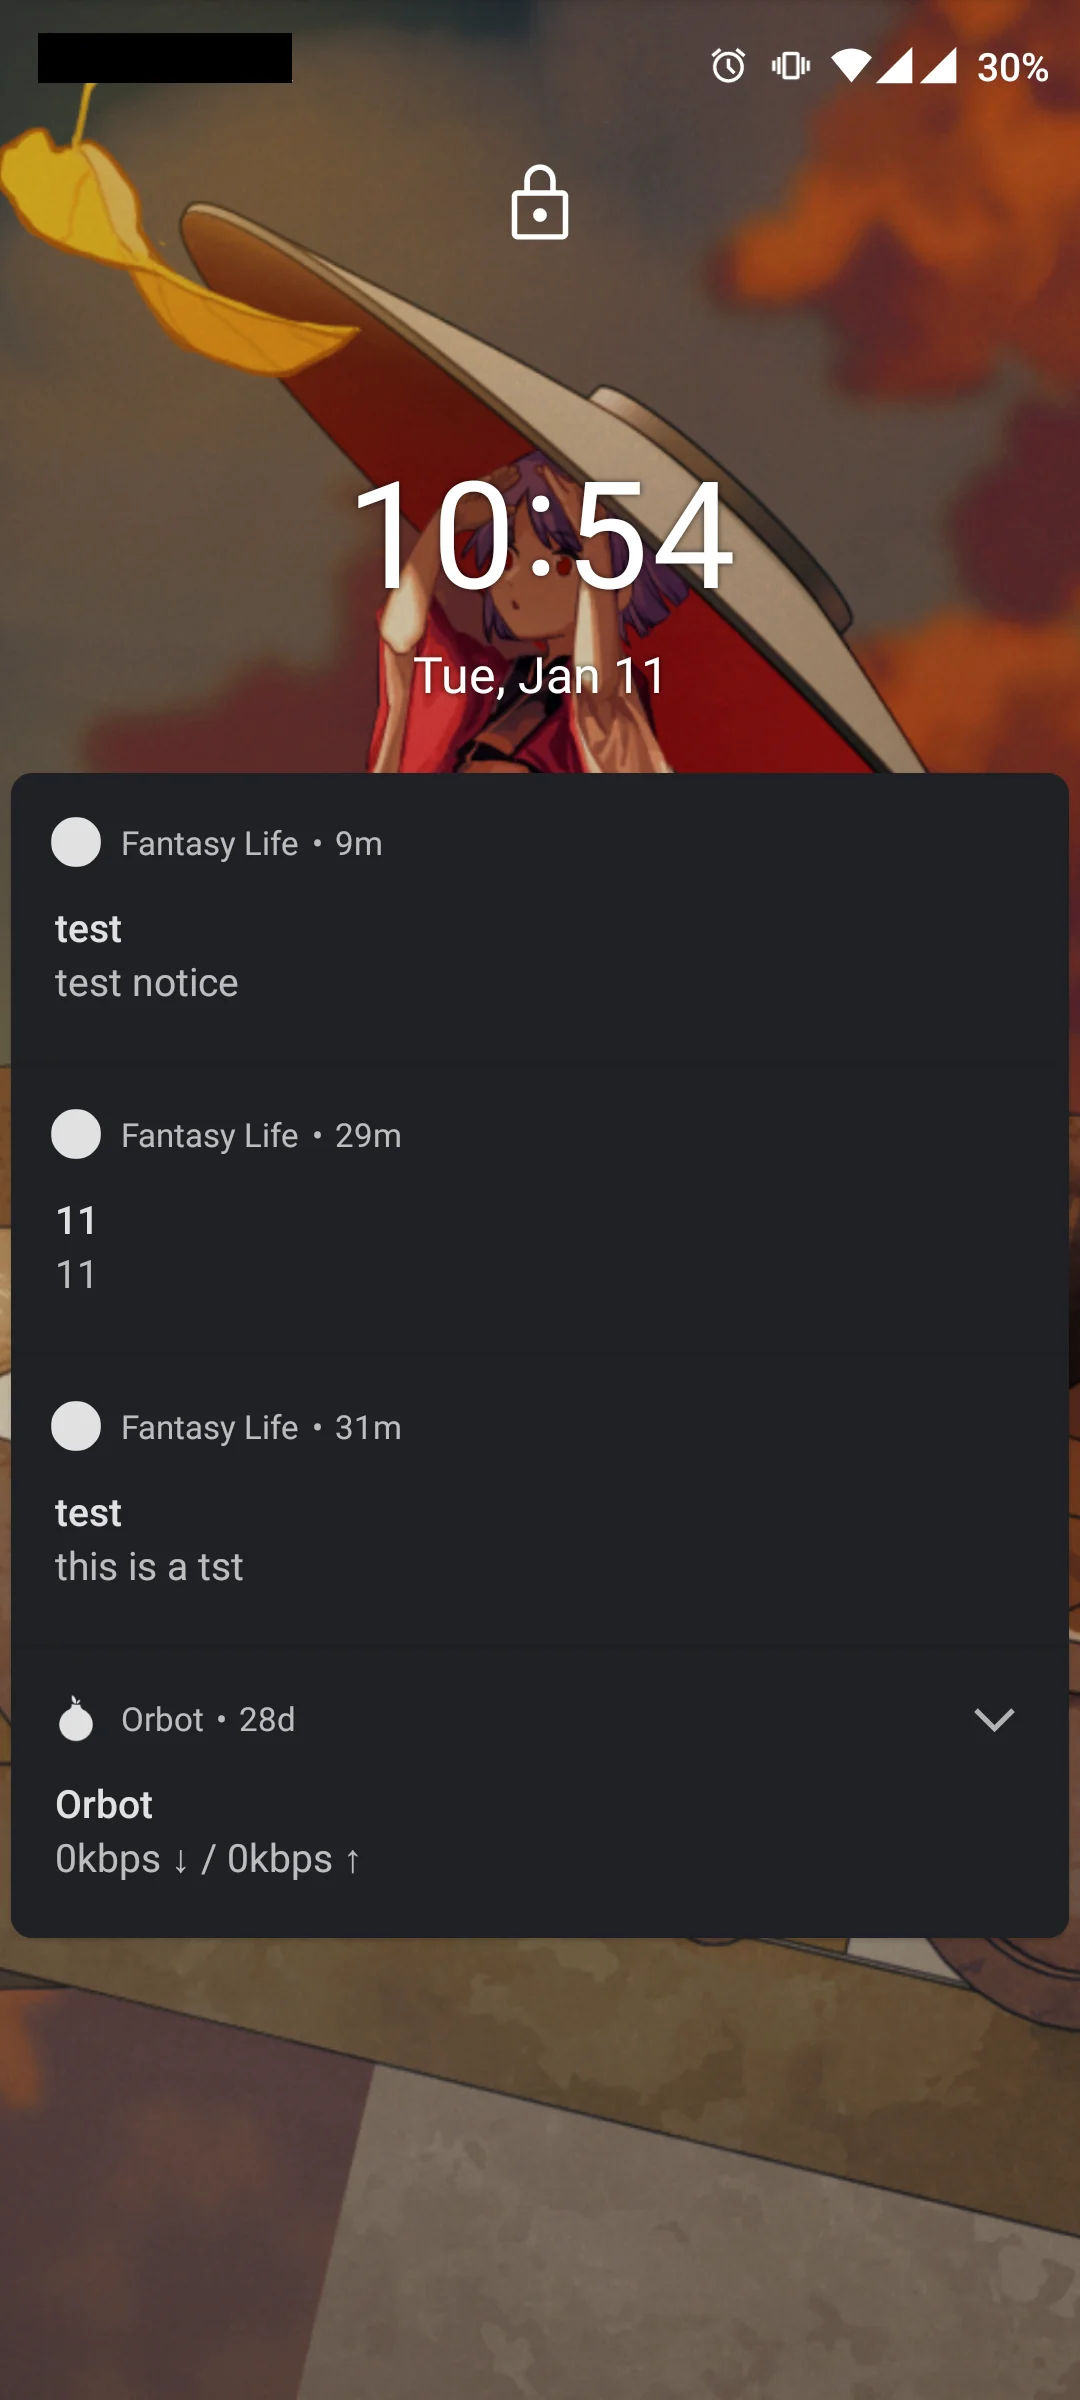 30%
10:54
Tue, Jan 11
Fantasy Life • 9m
test
test notice
Fantasy Life • 29m
11
11
Fantasy Life • 31m
test
this is a tst
Orbot • 28d
Orbot
0kbps ↓ / 0kbps ↑